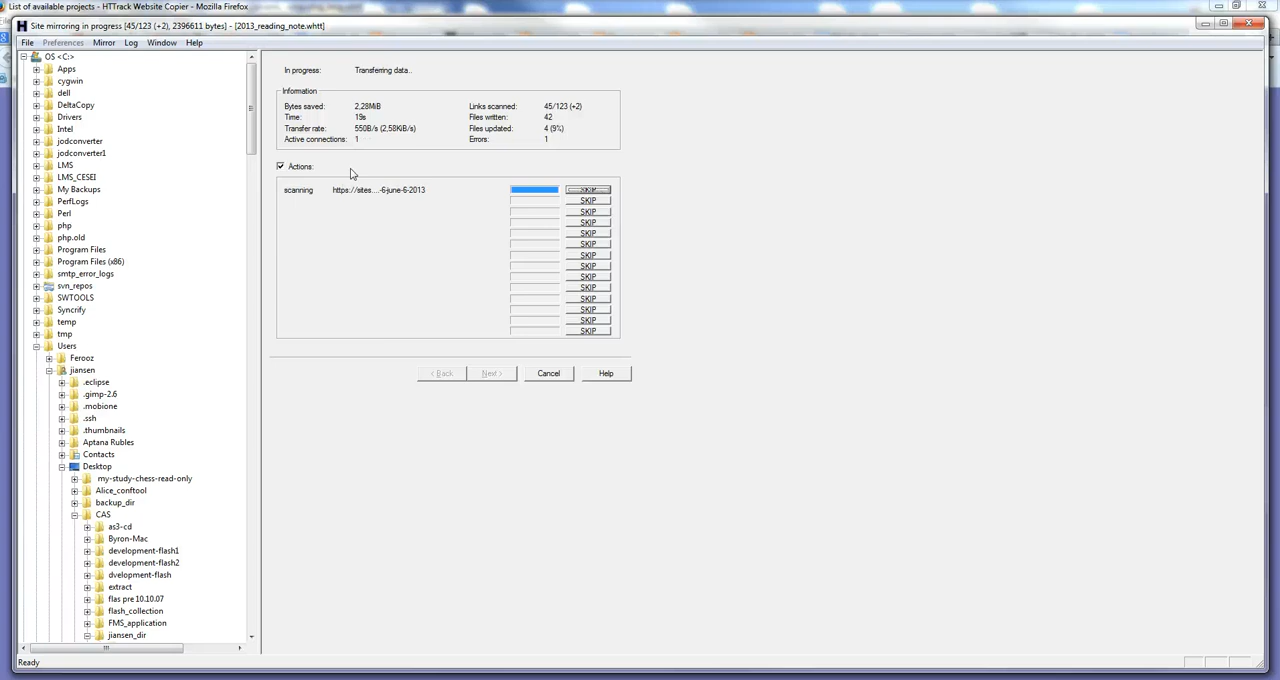 List of available projects - HTTrack Website Copier - Mozilla Firefox
Site mirroring in progress [45/123 (+2), 2396611 bytes] - [2013_reading_note.whtt]
File Preferences Mirror Log Window Help
OS <C:>
Apps
cygwin
dell
DeltaCopy
Drivers
Intel
jodconverter
jodconverter1
LMS
LMS_CESEI
My Backups
PerfLogs
Perl
php
php.old
Program Files
Program Files (x86)
smtp_error_logs
svn_repos
SWTOOLS
Syncrify
temp
tmp
Users
Ferooz
jiansen
.eclipse
.gimp-2.6
.mobione
.ssh
.thumbnails
Aptana Rubles
Contacts
Desktop
my-study-chess-read-only
Alice_conftool
backup_dir
CAS
as3-cd
Byron-Mac
development-flash1
development-flash2
dvelopment-flash
extract
flas pre 10.10.07
flash_collection
FMS_application
jiansen_dir
In progress: Transferring data..
Information
Bytes saved: 2,28MiB Links scanned: 45/123 (+2)
Time: 19s Files written: 42
Transfer rate: 550B/s (2,58KiB/s) Files updated: 4 (9%)
Active connections: 1 Errors: 1
Actions:
scanning https://sites....-6-june-6-2013 SKIP
SKIP
SKIP
SKIP
SKIP
SKIP
SKIP
SKIP
SKIP
SKIP
SKIP
SKIP
SKIP
SKIP
< Back Next > Cancel Help
Ready